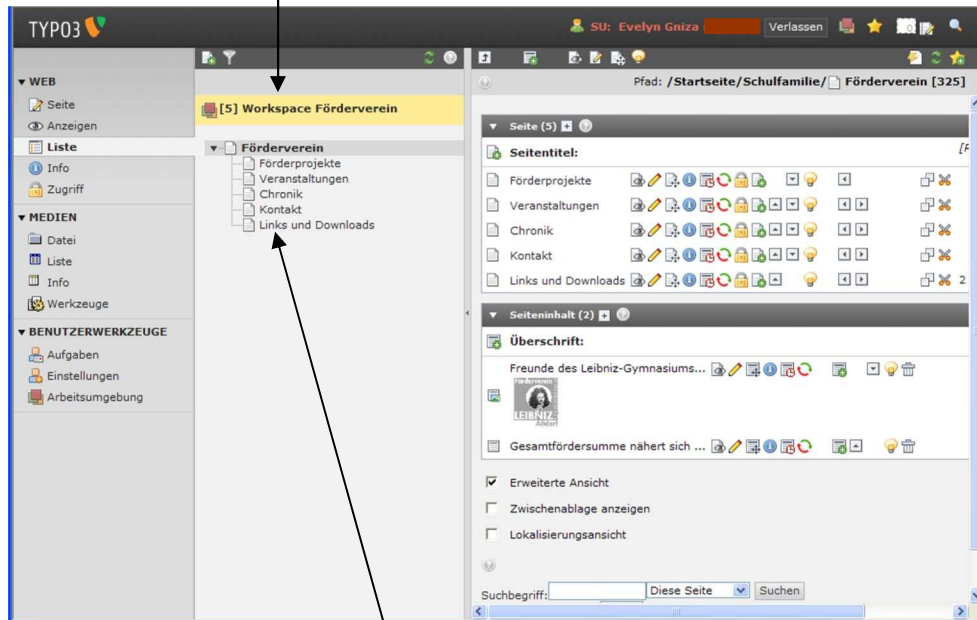 TYPO3
SU: Evelyn Gniza
Verlassen
Pfad: /Startseite/Schulfamilie/ Förderverein [325]
WEB
Seite
Anzeigen
Liste
Info
Zugriff
MEDIEN
Datei
Liste
Info
Werkzeuge
BENUTZERWERKZEUGE
Aufgaben
Einstellungen
Arbeitsumgebung
[5] Workspace Förderverein
Förderverein
Förderprojekte
Veranstaltungen
Chronik
Kontakt
Links und Downloads
Seite (5)
Seitentitel:
Förderprojekte
Veranstaltungen
Chronik
Kontakt
Links und Downloads 2
Seiteninhalt (2)
Überschrift:
Freunde des Leibniz-Gymnasiums...
Förderverein
LEIBNIZ
Altdorf
Gesamtfördersumme nähert sich ...
Erweiterte Ansicht
Zwischenablage anzeigen
Lokalisierungsansicht
Suchbegriff: Diese Seite Suchen